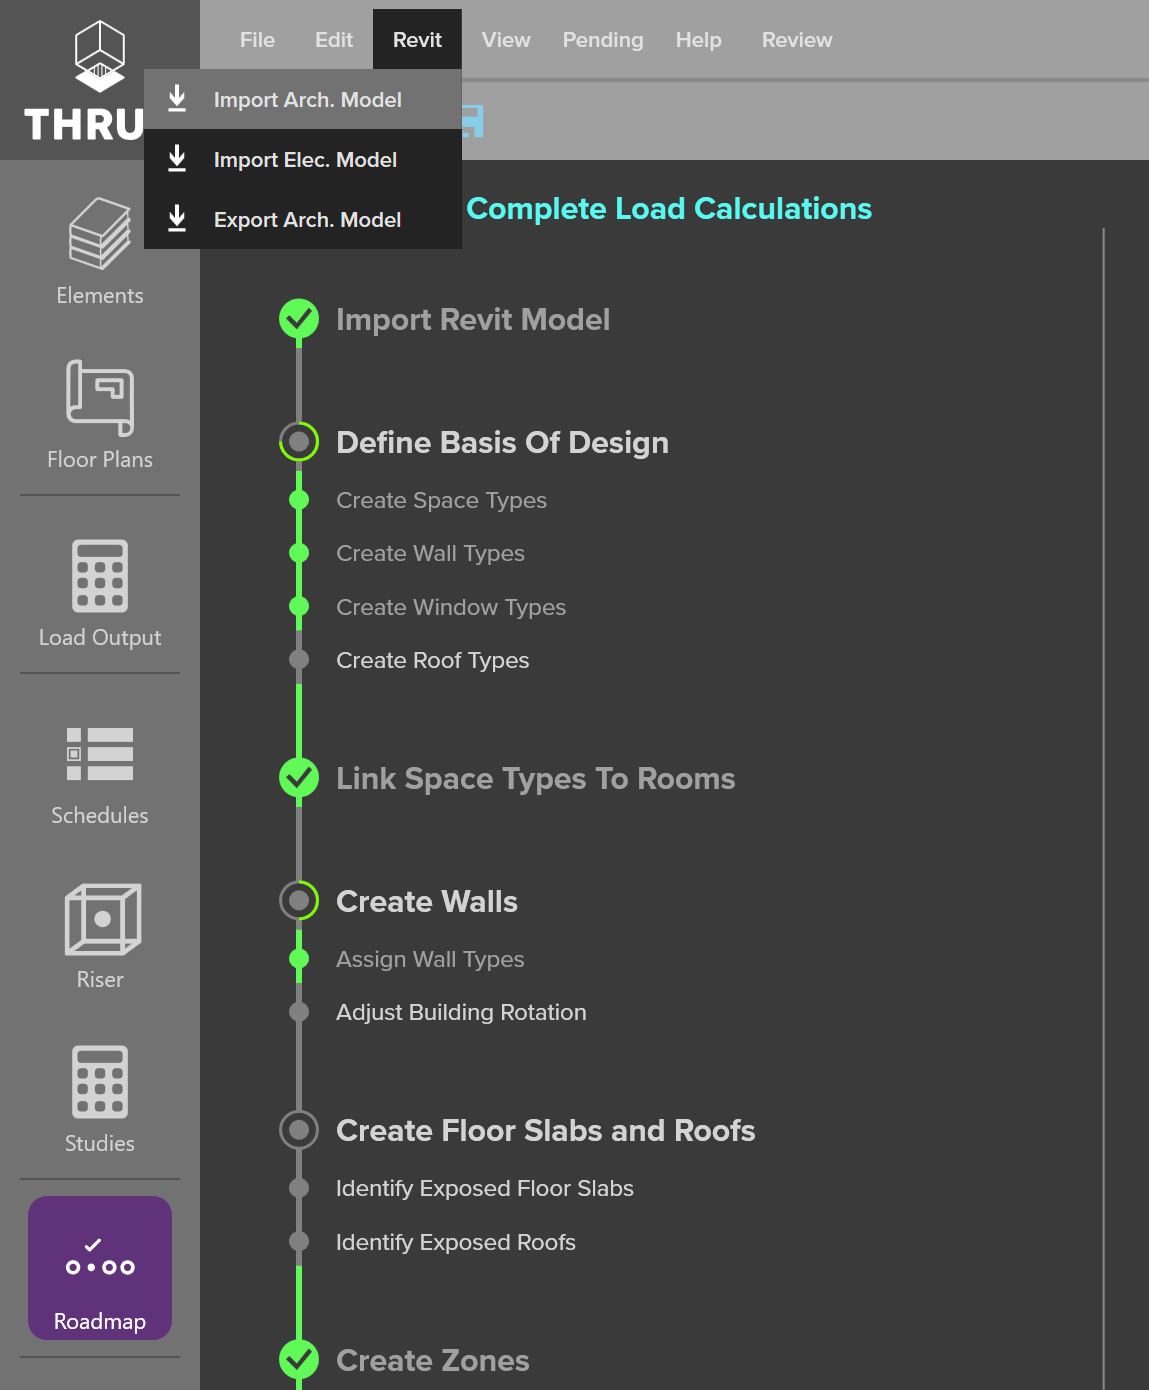 File Edit Revit View Pending Help Review
THRU
Import Arch. Model
Import Elec. Model
Export Arch. Model
Elements
Floor Plans
Load Output
Schedules
Riser
Studies
Roadmap
Complete Load Calculations
Import Revit Model
Define Basis Of Design
Create Space Types
Create Wall Types
Create Window Types
Create Roof Types
Link Space Types To Rooms
Create Walls
Assign Wall Types
Adjust Building Rotation
Create Floor Slabs and Roofs
Identify Exposed Floor Slabs
Identify Exposed Roofs
Create Zones